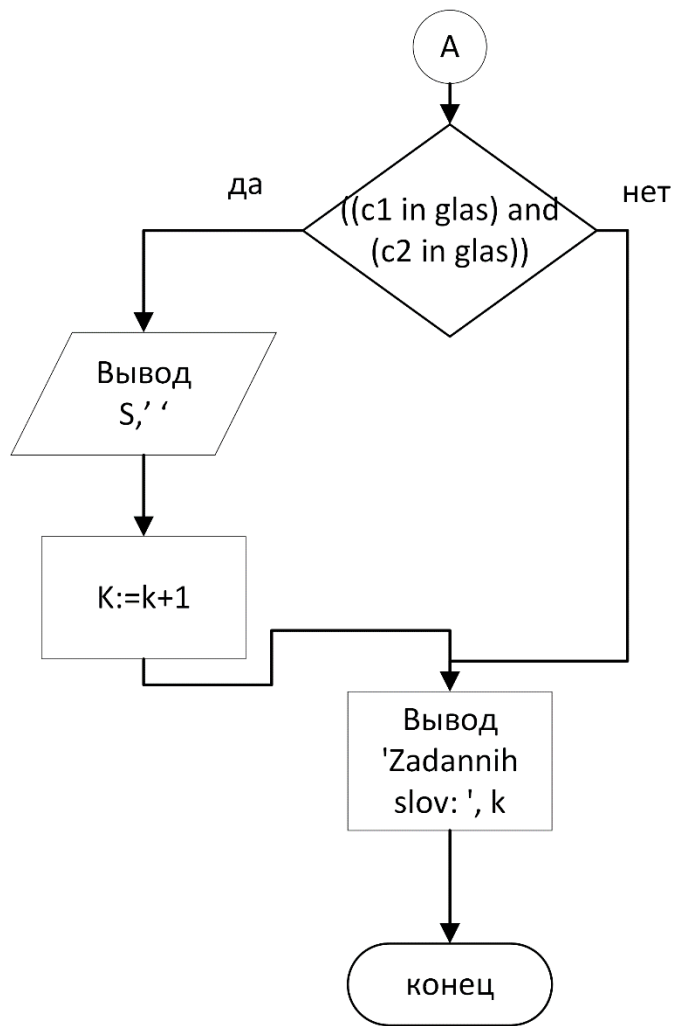 А
да
нет
((c1 in glas) and
(c2 in glas))
Вывод
S,’ ‘
K:=k+1
Вывод
'Zadannih
slov: ', k
конец